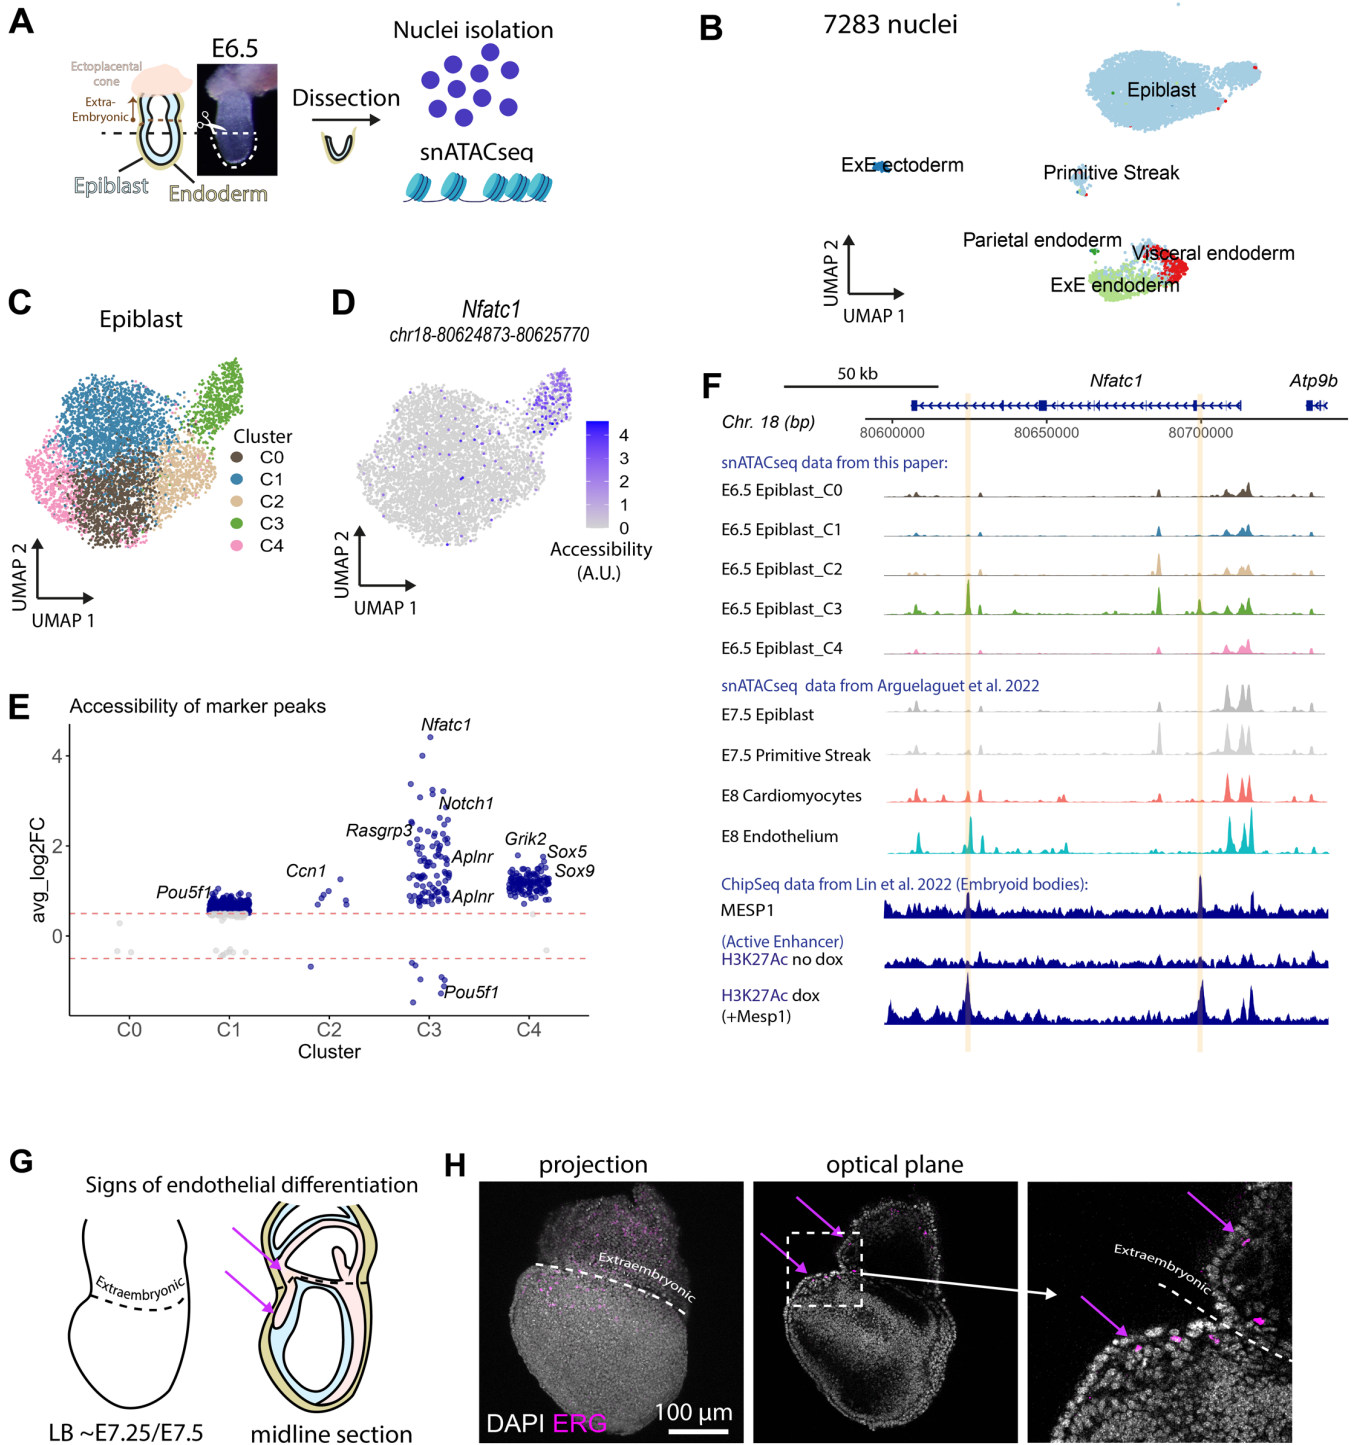 A
E6.5
Ectoplacental
cone
Extra-
Embryonic
Epiblast
Endoderm
Dissection
Nuclei isolation
snATACseq
B
7283 nuclei
Epiblast
ExE ectoderm
Primitive Streak
Parietal endoderm
Visceral endoderm
ExE endoderm
UMAP 2
UMAP 1
C
Epiblast
Cluster
C0
C1
C2
C3
C4
UMAP 2
UMAP 1
D
Nfatc1
chr18-80624873-80625770
4
3
2
1
0
Accessibility
(A.U.)
UMAP 2
UMAP 1
E
Accessibility of marker peaks
avg_log2FC
4
2
0
Nfatc1
Notch1
Rasgrp3
Aplnr
Aplnr
Pou5f1
Ccn1
Pou5f1
Grik2
Sox5
Sox9
C0
C1
C2
C3
C4
Cluster
F
50 kb
Nfatc1
Atp9b
Chr. 18 (bp)
80600000
80650000
80700000
snATACseq data from this paper:
E6.5 Epiblast_C0
E6.5 Epiblast_C1
E6.5 Epiblast_C2
E6.5 Epiblast_C3
E6.5 Epiblast_C4
snATACseq data from Arguelaguet et al. 2022
E7.5 Epiblast
E7.5 Primitive Streak
E8 Cardiomyocytes
E8 Endothelium
ChipSeq data from Lin et al. 2022 (Embryoid bodies):
MESP1
(Active Enhancer)
H3K27Ac no dox
H3K27Ac dox
(+Mesp1)
G
Signs of endothelial differentiation
Extraembryonic
LB ~E7.25/E7.5
midline section
H
projection
optical plane
Extraembryonic
DAPI ERG
100 µm
Extraembryonic